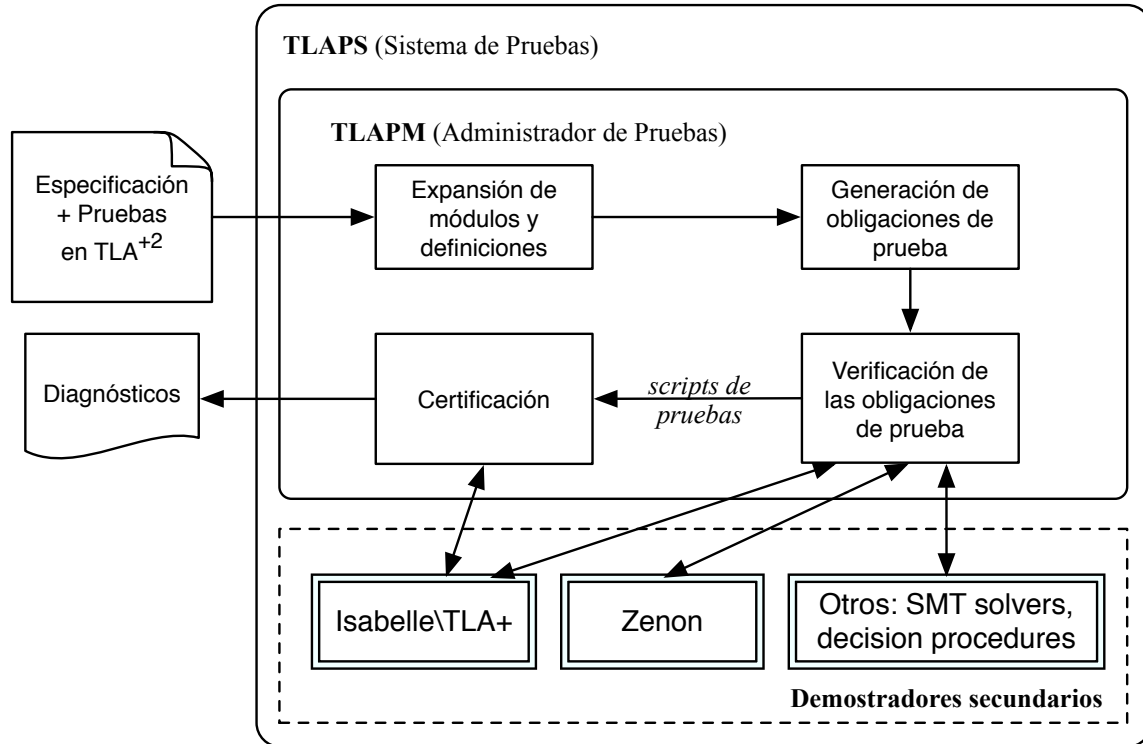 TLAPS (Sistema de Pruebas)
TLAPM (Administrador de Pruebas)
Especificación
+ Pruebas
en TLA+2
Expansión de
módulos y
definiciones
Generación de
obligaciones de
prueba
Diagnósticos
Certificación
scripts de
pruebas
Verificación de
las obligaciones
de prueba
Isabelle\TLA+
Zenon
Otros: SMT solvers,
decision procedures
Demostradores secundarios